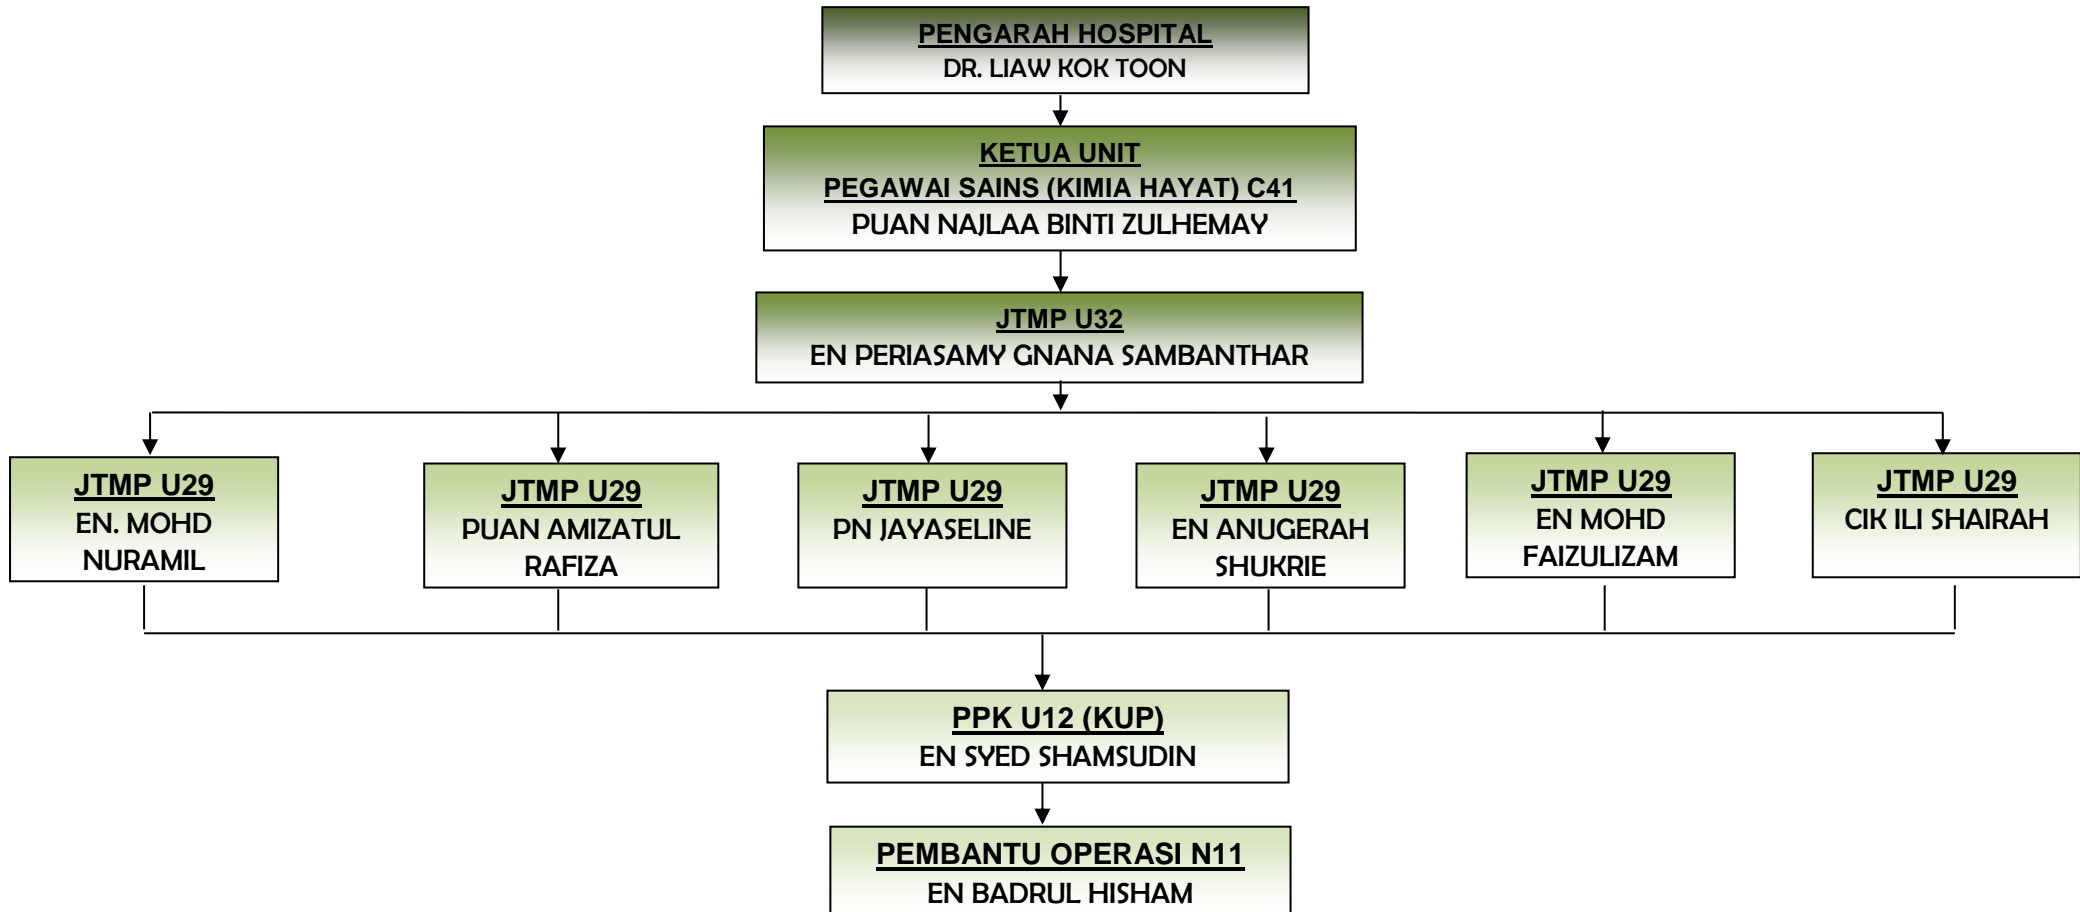 PENGARAH HOSPITAL
DR. LIAW KOK TOON
KETUA UNIT
PEGAWAI SAINS (KIMIA HAYAT) C41
PUAN NAJLAA BINTI ZULHEMAY
JTMP U32
EN PERIASAMY GNANA SAMBANTHAR
JTMP U29
EN. MOHD
NURAMIL
JTMP U29
PUAN AMIZATUL
RAFIZA
JTMP U29
PN JAYASELINE
JTMP U29
EN ANUGERAH
SHUKRIE
JTMP U29
EN MOHD
FAIZULIZAM
JTMP U29
CIK ILI SHAIRAH
PPK U12 (KUP)
EN SYED SHAMSUDIN
PEMBANTU OPERASI N11
EN BADRUL HISHAM